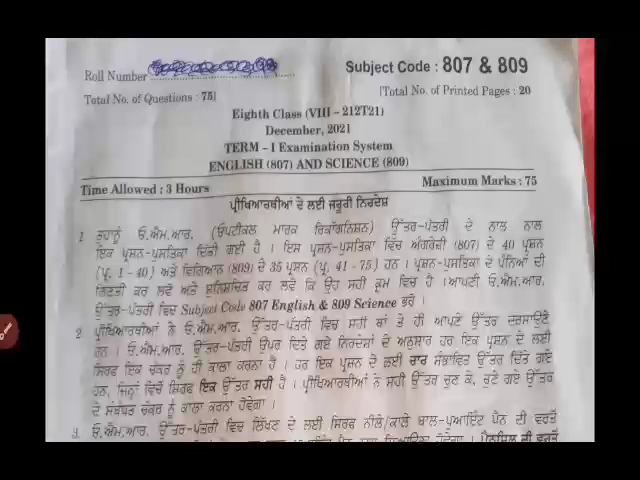 Roll Number
Subject Code : 807 & 809
Total No. of Questions : 75]
[Total No. of Printed Pages : 20
Eighth Class (VIII – 212T21)
December, 2021
TERM – I Examination System
ENGLISH (807) AND SCIENCE (809)
Time Allowed : 3 Hours
Maximum Marks : 75
ਪ੍ਰੀਖਿਆਰਥੀਆਂ ਦੇ ਲਈ ਜ਼ਰੂਰੀ ਨਿਰਦੇਸ਼
1 ਤੁਹਾਨੂੰ ਓ.ਐਮ.ਆਰ. (ਓਪਟੀਕਲ ਮਾਰਕ ਰਿਕਾੱਗਨਿਸ਼ਨ) ਉੱਤਰ-ਪੱਤਰੀ ਦੇ ਨਾਲ ਨਾਲ
ਇਕ ਪ੍ਰਸ਼ਨ-ਪੁਸਤਿਕਾ ਦਿੱਤੀ ਗਈ ਹੈ । ਇਸ ਪ੍ਰਸ਼ਨ-ਪੁਸਤਿਕਾ ਵਿੱਚ ਅੰਗਰੇਜ਼ੀ (807) ਦੇ 40 ਪ੍ਰਸ਼ਨ
(ਪ੍ਰ. 1 - 40) ਅਤੇ ਵਿਗਿਆਨ (809) ਦੇ 35 ਪ੍ਰਸ਼ਨ (ਪ੍ਰ. 41 - 75) ਹਨ । ਪ੍ਰਸ਼ਨ-ਪੁਸਤਿਕਾ ਦੇ ਪੰਨਿਆਂ ਦੀ
ਗਿਣਤੀ ਕਰ ਲਵੋ ਅਤੇ ਸੁਨਿਸ਼ਚਿਤ ਕਰ ਲਵੋ ਕਿ ਉਹ ਸਹੀ ਕ੍ਰਮ ਵਿਚ ਹੈ । ਆਪਣੀ ਓ.ਐਮ.ਆਰ.
ਉੱਤਰ-ਪੱਤਰੀ ਵਿਚ Subject Code 807 English & 809 Science ਭਰੋ ।
2 ਪ੍ਰੀਖਿਆਰਥੀਆਂ ਨੇ ਓ.ਐਮ.ਆਰ. ਉੱਤਰ-ਪੱਤਰੀ ਵਿਚ ਸਹੀ ਥਾਂ ਤੇ ਹੀ ਆਪਣੇ ਉੱਤਰ ਦਰਸਾਉਣੇ
ਹਨ । ਓ.ਐਮ.ਆਰ. ਉੱਤਰ-ਪੱਤਰੀ ਉਪਰ ਦਿੱਤੇ ਗਏ ਨਿਰਦੇਸ਼ਾਂ ਦੇ ਅਨੁਸਾਰ ਹਰ ਇਕ ਪ੍ਰਸ਼ਨ ਦੇ ਲਈ
ਸਿਰਫ਼ ਇਕ ਚੱਕਰ ਨੂੰ ਹੀ ਕਾਲਾ ਕਰਨਾ ਹੈ । ਹਰ ਇਕ ਪ੍ਰਸ਼ਨ ਦੇ ਲਈ ਚਾਰ ਸੰਭਾਵਿਤ ਉੱਤਰ ਦਿੱਤੇ ਗਏ
ਹਨ, ਜਿਨ੍ਹਾਂ ਵਿੱਚੋਂ ਸਿਰਫ਼ ਇਕ ਉੱਤਰ ਸਹੀ ਹੈ । ਪ੍ਰੀਖਿਆਰਥੀਆਂ ਨੇ ਸਹੀ ਉੱਤਰ ਚੁਣ ਕੇ, ਚੁਣੇ ਗਏ ਉੱਤਰ
ਦੇ ਸੰਬੰਧਤ ਚੱਕਰ ਨੂੰ ਕਾਲਾ ਕਰਨਾ ਹੋਵੇਗਾ ।
3. ਓ.ਐਮ.ਆਰ. ਉੱਤਰ-ਪੱਤਰੀ ਵਿਚ ਲਿੱਖਣ ਦੇ ਲਈ ਸਿਰਫ਼ ਨੀਲੇ/ਕਾਲੇ ਬਾਲ-ਪੁਆਇੰਟ ਪੈਨ ਦੀ ਵਰਤੋਂ